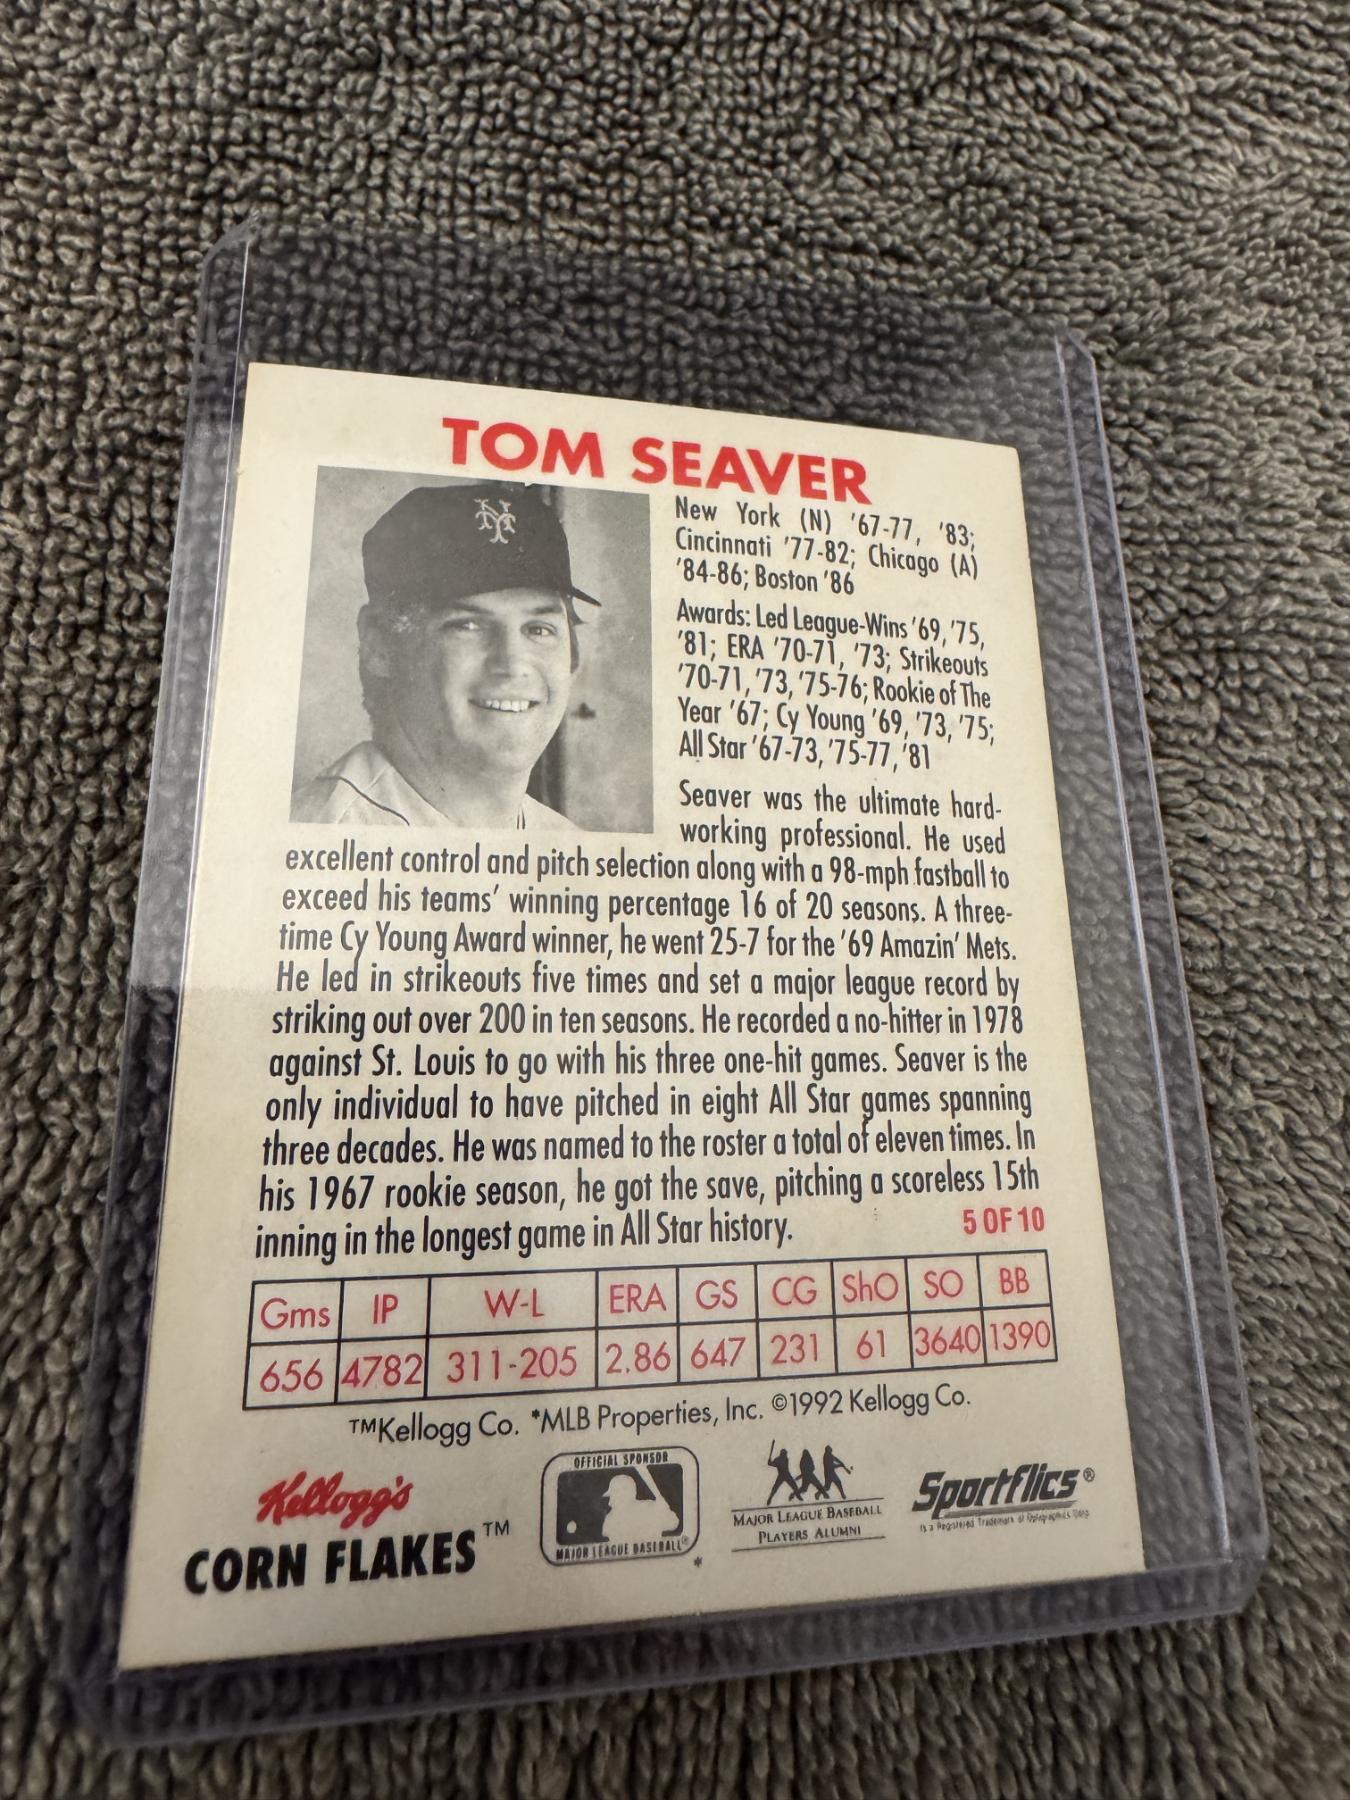 TOM SEAVER
NY
New York (N) '67-77, '83;
Cincinnati '77-82; Chicago (A)
'84-86; Boston '86
Awards: Led League-Wins '69, '75,
'81; ERA '70-71, '73; Strikeouts
'70-71, '73, '75-76; Rookie of The
Year '67; Cy Young '69, '73, '75;
All Star '67-73, '75-77, '81
Seaver was the ultimate hard-
working professional. He used
excellent control and pitch selection along with a 98-mph fastball to
exceed his teams' winning percentage 16 of 20 seasons. A three-
time Cy Young Award winner, he went 25-7 for the '69 Amazin' Mets.
He led in strikeouts five times and set a major league record by
striking out over 200 in ten seasons. He recorded a no-hitter in 1978
against St. Louis to go with his three one-hit games. Seaver is the
only individual to have pitched in eight All Star games spanning
three decades. He was named to the roster a total of eleven times. In
his 1967 rookie season, he got the save, pitching a scoreless 15th
inning in the longest game in All Star history.
5 OF 10
Gms IP W-L ERA GS CG ShO SO BB
656 4782 311-205 2.86 647 231 61 3640 1390
™Kellogg Co. *MLB Properties, Inc. ©1992 Kellogg Co.
Kellogg's
CORN FLAKES™
OFFICIAL SPONSOR
MAJOR LEAGUE BASEBALL®
*
MAJOR LEAGUE BASEBALL
PLAYERS ALUMNI
Sportflics®
is a Registered Trademark of Optigraphics Corp.